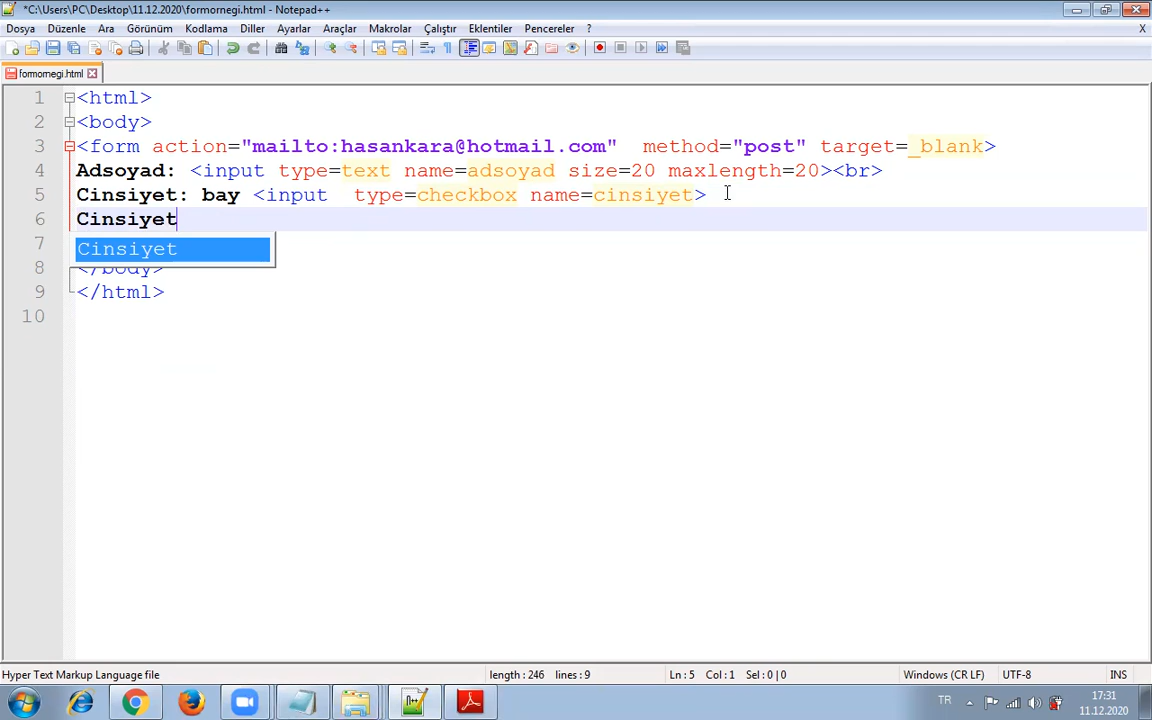 *C:\Users\PC\Desktop\11.12.2020\formornegi.html - Notepad++
Dosya Düzenle Ara Görünüm Kodlama Diller Ayarlar Araçlar Makrolar Çalıştır Eklentiler Pencereler ? X
formornegi.html
1 <html>
2 <body>
3 <form action="mailto:hasankara@hotmail.com"  method="post" target=_blank>
4 Adsoyad: <input type=text name=adsoyad size=20 maxlength=20><br>
5 Cinsiyet: bay <input  type=checkbox name=cinsiyet>
6 Cinsiyet
7 Cinsiyet
8 </body>
9 </html>
10
Hyper Text Markup Language file length : 246 lines : 9 Ln : 5 Col : 1 Sel : 0 | 0 Windows (CR LF) UTF-8 INS
TR 17:31
11.12.2020